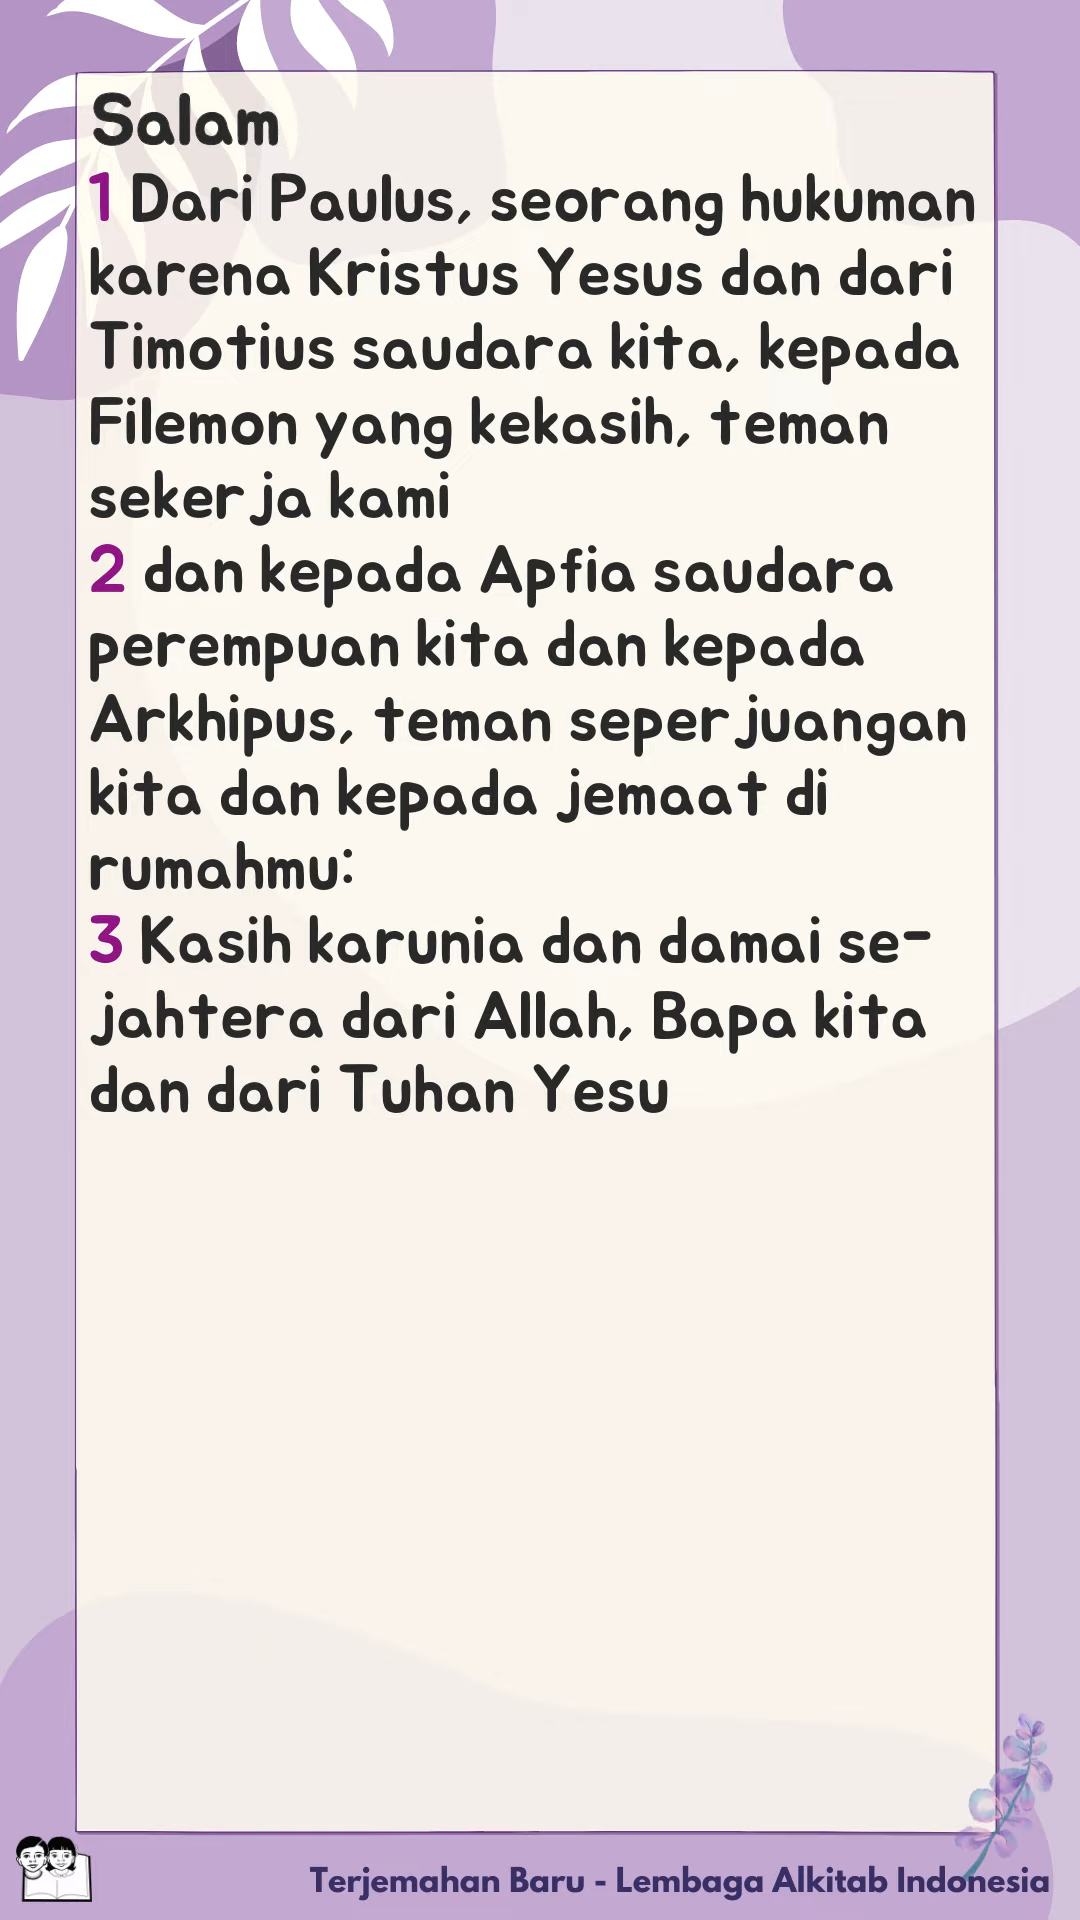 Salam
1 Dari Paulus, seorang hukuman
karena Kristus Yesus dan dari
Timotius saudara kita, kepada
Filemon yang kekasih, teman
sekerja kami
2 dan kepada Apfia saudara
perempuan kita dan kepada
Arkhipus, teman seperjuangan
kita dan kepada jemaat di
rumahmu:
3 Kasih karunia dan damai se-
jahtera dari Allah, Bapa kita
dan dari Tuhan Yesu
Terjemahan Baru - Lembaga Alkitab Indonesia